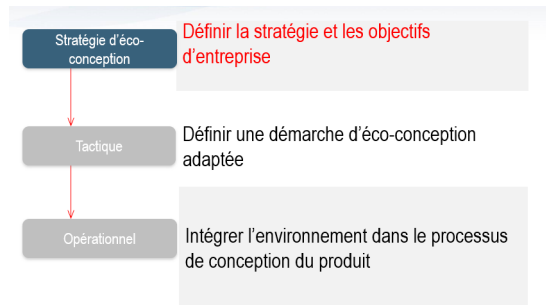 Stratégie d'éco-
conception
Définir la stratégie et les objectifs
d'entreprise
Tactique
Définir une démarche d'éco-conception
adaptée
Opérationnel
Intégrer l'environnement dans le processus
de conception du produit